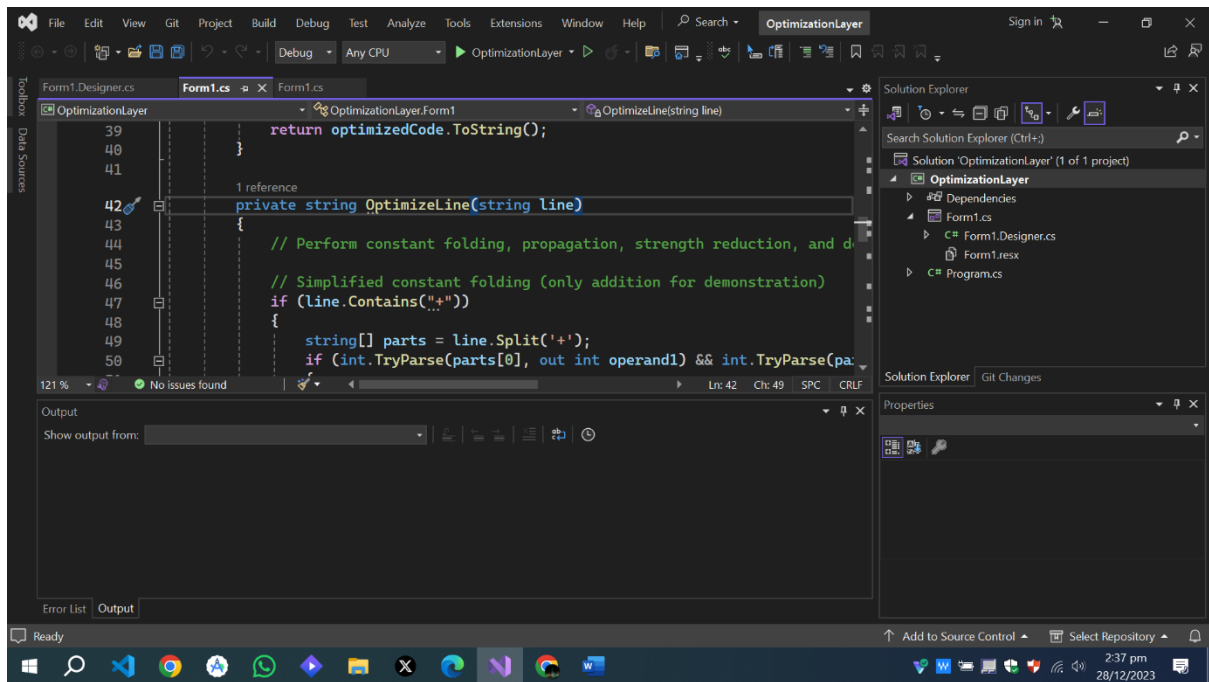 File Edit View Git Project Build Debug Test Analyze Tools Extensions Window Help Search OptimizationLayer Sign in
Debug Any CPU OptimizationLayer
Toolbox
Data Sources
Form1.Designer.cs Form1.cs Form1.cs
OptimizationLayer OptimizationLayer.Form1 OptimizeLine(string line)
39 return optimizedCode.ToString();
40 }
41
1 reference
42 private string OptimizeLine(string line)
43 {
44 // Perform constant folding, propagation, strength reduction, and d
45
46 // Simplified constant folding (only addition for demonstration)
47 if (line.Contains("+"))
48 {
49 string[] parts = line.Split('+');
50 if (int.TryParse(parts[0], out int operand1) && int.TryParse(pa
121 % No issues found Ln: 42 Ch: 49 SPC CRLF
Output
Show output from:
Error List Output
Solution Explorer
Search Solution Explorer (Ctrl+;)
Solution 'OptimizationLayer' (1 of 1 project)
C# OptimizationLayer
Dependencies
Form1.cs
C# Form1.Designer.cs
Form1.resx
C# Program.cs
Solution Explorer Git Changes
Properties
Ready Add to Source Control Select Repository
2:37 pm
28/12/2023